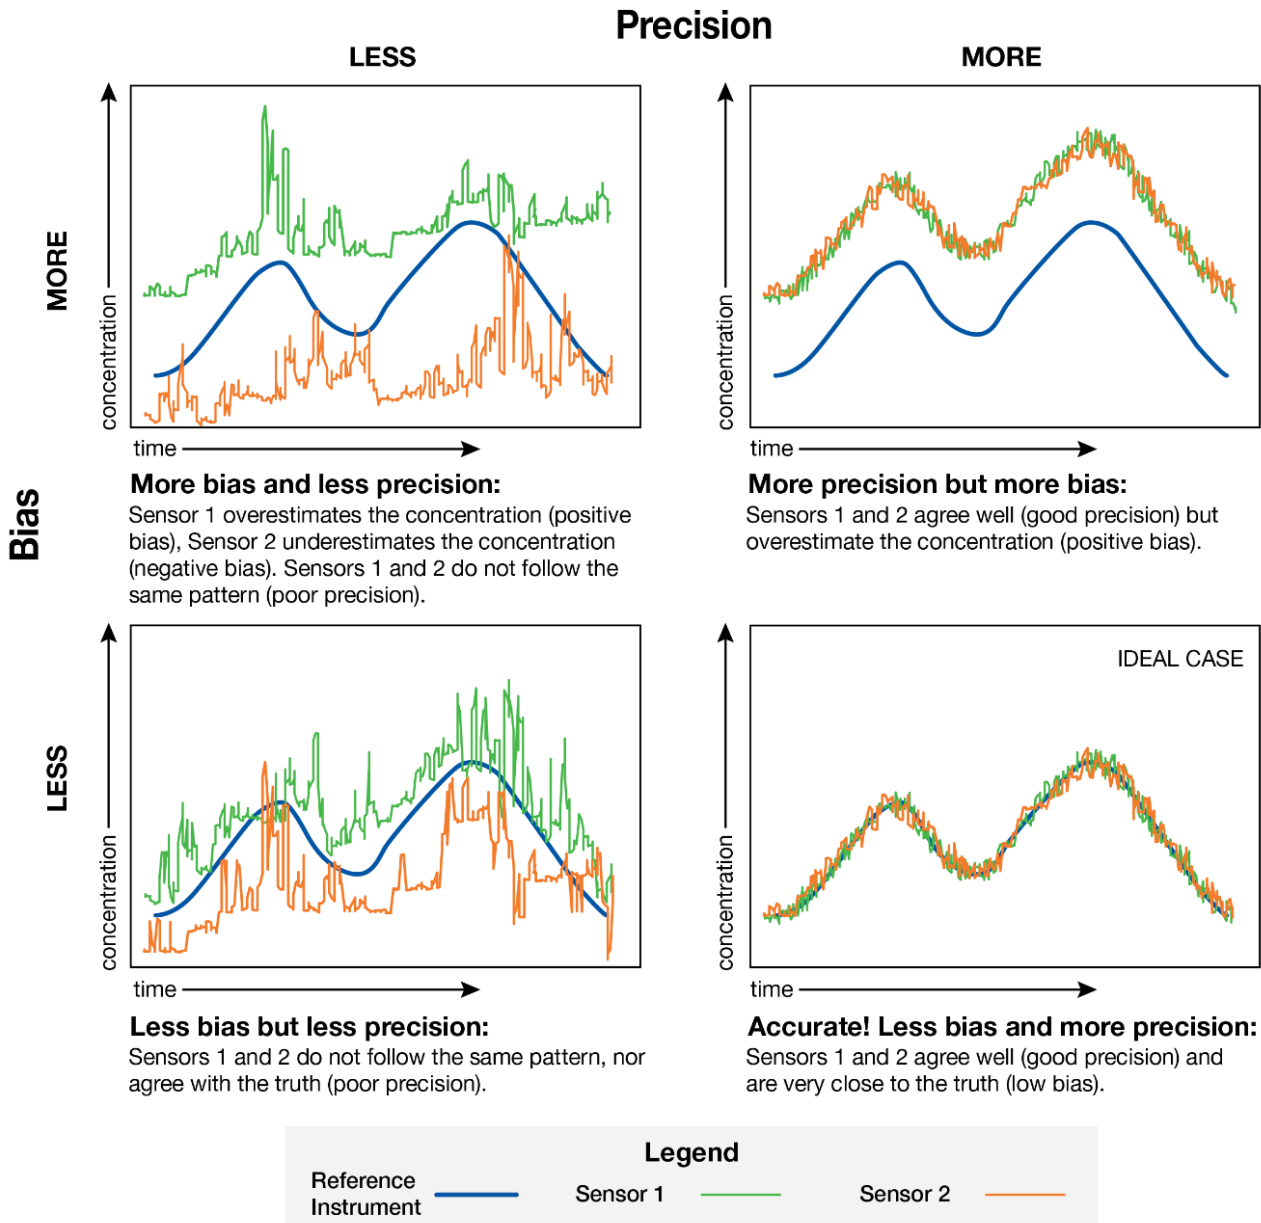 Precision
LESS
MORE
Bias
MORE
concentration
time
concentration
time
More bias and less precision:
Sensor 1 overestimates the concentration (positive
bias), Sensor 2 underestimates the concentration
(negative bias). Sensors 1 and 2 do not follow the
same pattern (poor precision).
More precision but more bias:
Sensors 1 and 2 agree well (good precision) but
overestimate the concentration (positive bias).
LESS
concentration
time
IDEAL CASE
concentration
time
Less bias but less precision:
Sensors 1 and 2 do not follow the same pattern, nor
agree with the truth (poor precision).
Accurate! Less bias and more precision:
Sensors 1 and 2 agree well (good precision) and
are very close to the truth (low bias).
Legend
Reference
Instrument
Sensor 1
Sensor 2